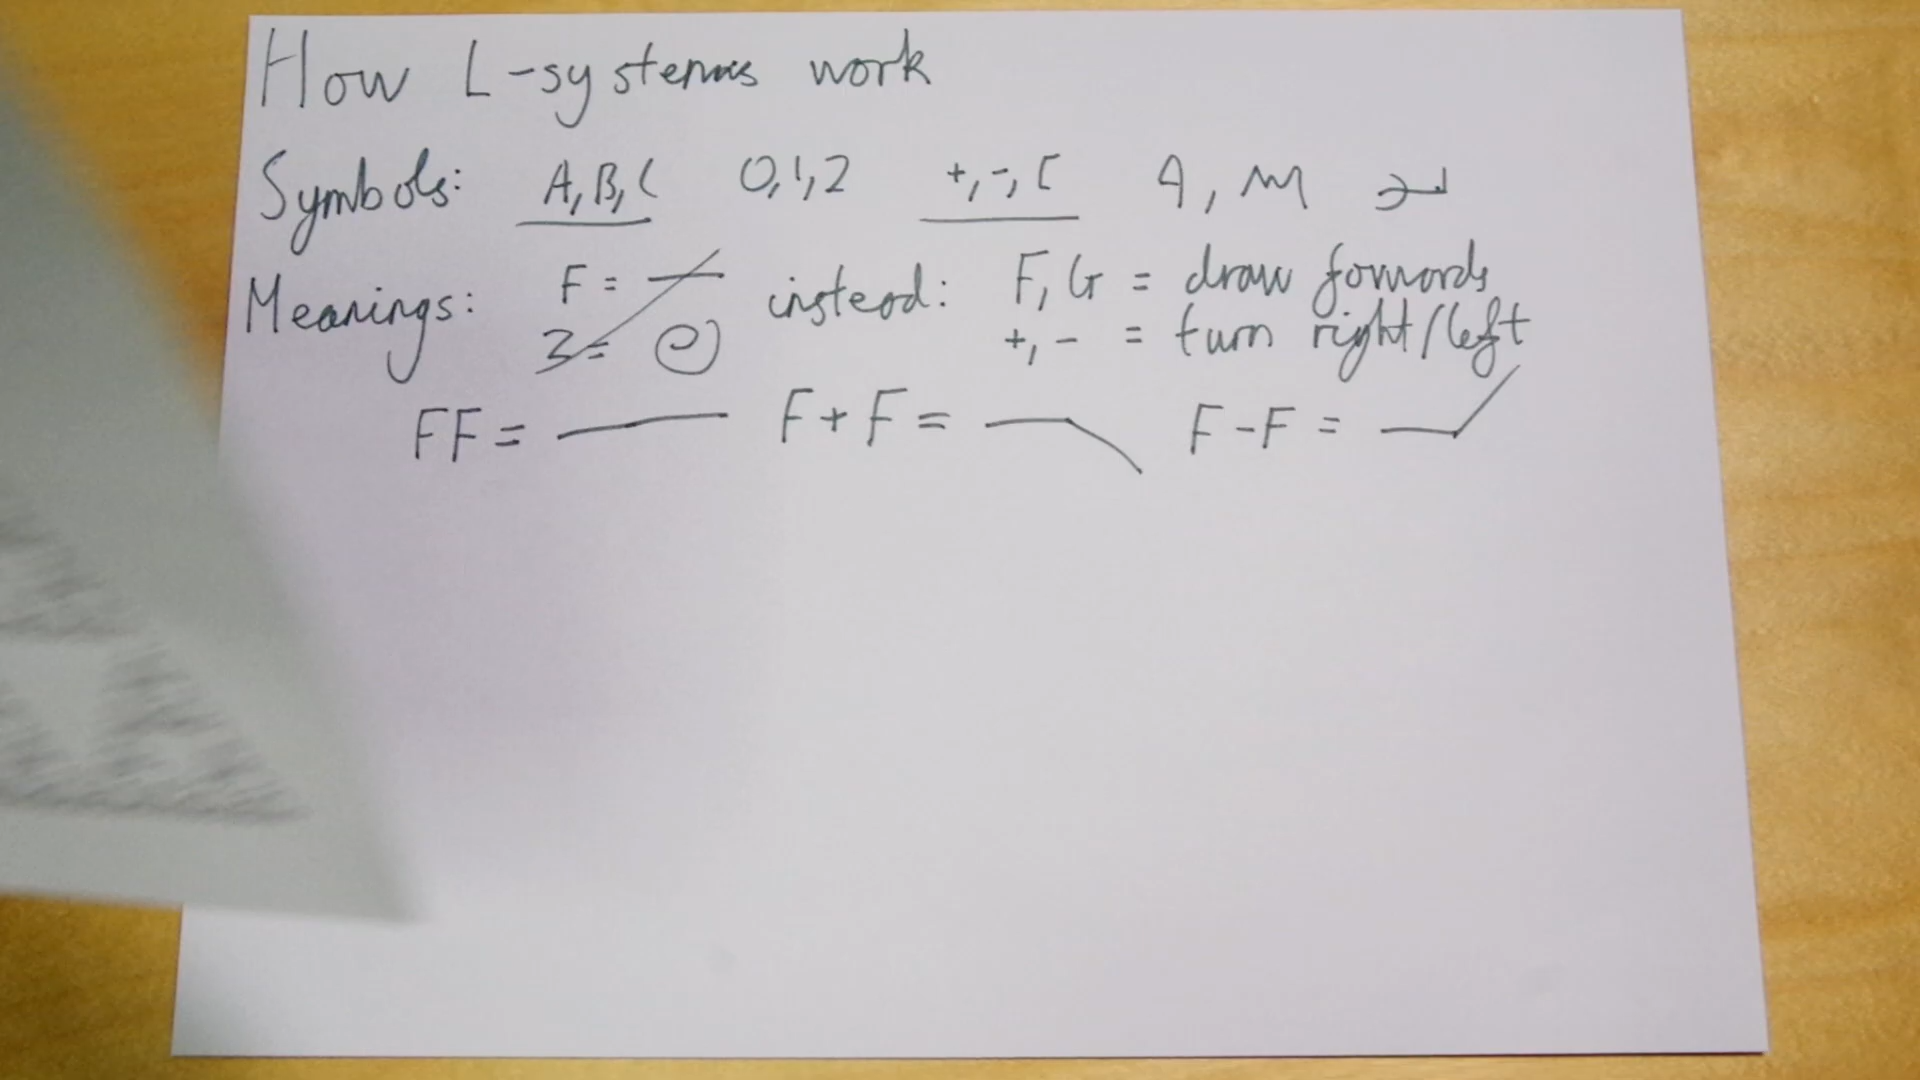 How L-systems work
Symbols: A, B, C 0, 1, 2 +, -, [
Meanings: F = instead: F, G = draw forwards
3 = +, - = turn right/left
FF = F + F = F - F =